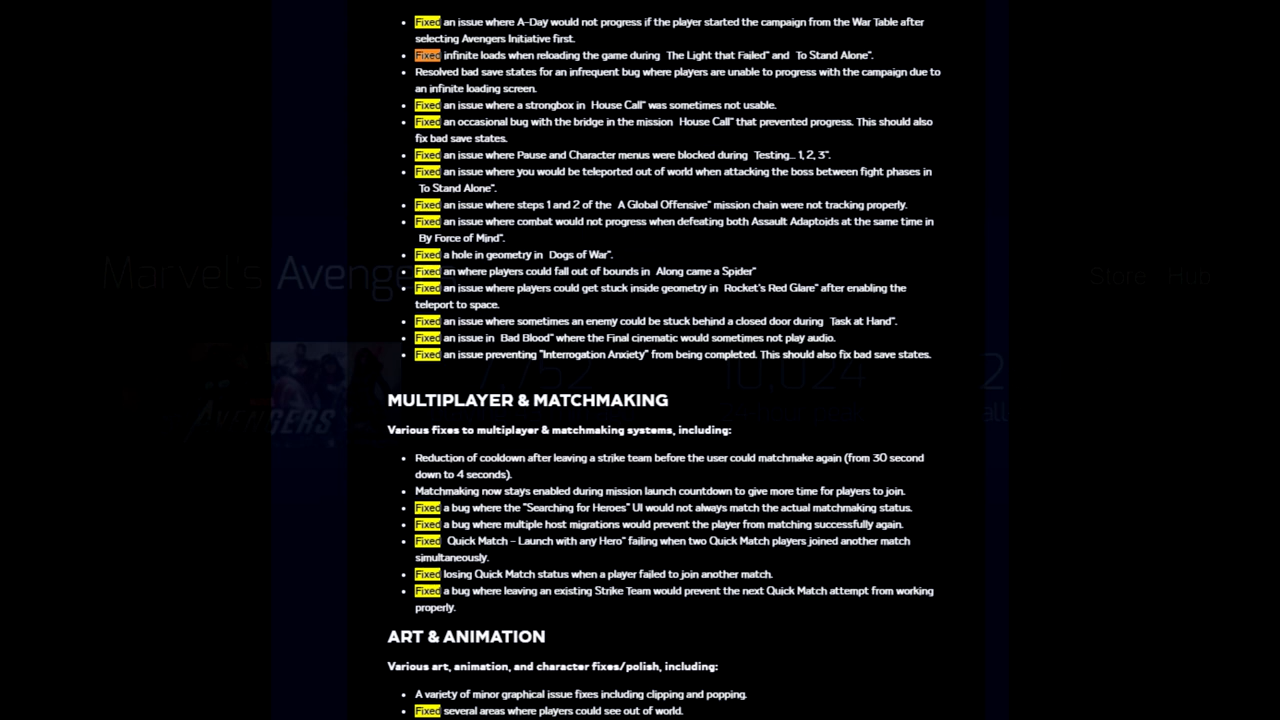 Fixed an issue where A-Day would not progress if the player started the campaign from the War Table after
selecting Avengers Initiative first.
Fixed infinite loads when reloading the game during The Light that Failed" and To Stand Alone".
Resolved bad save states for an infrequent bug where players are unable to progress with the campaign due to
an infinite loading screen.
Fixed an issue where a strongbox in House Call" was sometimes not usable.
Fixed an occasional bug with the bridge in the mission House Call" that prevented progress. This should also
fix bad save states.
Fixed an issue where Pause and Character menus were blocked during Testing... 1, 2, 3".
Fixed an issue where you would be teleported out of world when attacking the boss between fight phases in
To Stand Alone".
Fixed an issue where steps 1 and 2 of the A Global Offensive" mission chain were not tracking properly.
Fixed an issue where combat would not progress when defeating both Assault Adaptoids at the same time in
By Force of Mind".
Fixed a hole in geometry in Dogs of War".
Fixed an where players could fall out of bounds in Along came a Spider"
Fixed an issue where players could get stuck inside geometry in Rocket's Red Glare" after enabling the
teleport to space.
Fixed an issue where sometimes an enemy could be stuck behind a closed door during Task at Hand".
Fixed an issue in Bad Blood" where the Final cinematic would sometimes not play audio.
Fixed an issue preventing "Interrogation Anxiety" from being completed. This should also fix bad save states.
Marvel's Avenge
Store Hub
7,752 10,024 2
AVENGERS
all
MULTIPLAYER & MATCHMAKING
Various fixes to multiplayer & matchmaking systems, including:
Reduction of cooldown after leaving a strike team before the user could matchmake again (from 30 second
down to 4 seconds).
Matchmaking now stays enabled during mission launch countdown to give more time for players to join.
Fixed a bug where the "Searching for Heroes" UI would not always match the actual matchmaking status.
Fixed a bug where multiple host migrations would prevent the player from matching successfully again.
Fixed Quick Match – Launch with any Hero" failing when two Quick Match players joined another match
simultaneously.
Fixed losing Quick Match status when a player failed to join another match.
Fixed a bug where leaving an existing Strike Team would prevent the next Quick Match attempt from working
properly.
ART & ANIMATION
Various art, animation, and character fixes/polish, including:
A variety of minor graphical issue fixes including clipping and popping.
Fixed several areas where players could see out of world.